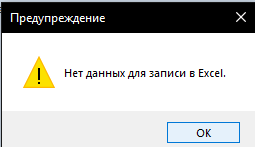 Предупреждение
Нет данных для записи в Excel.
OK